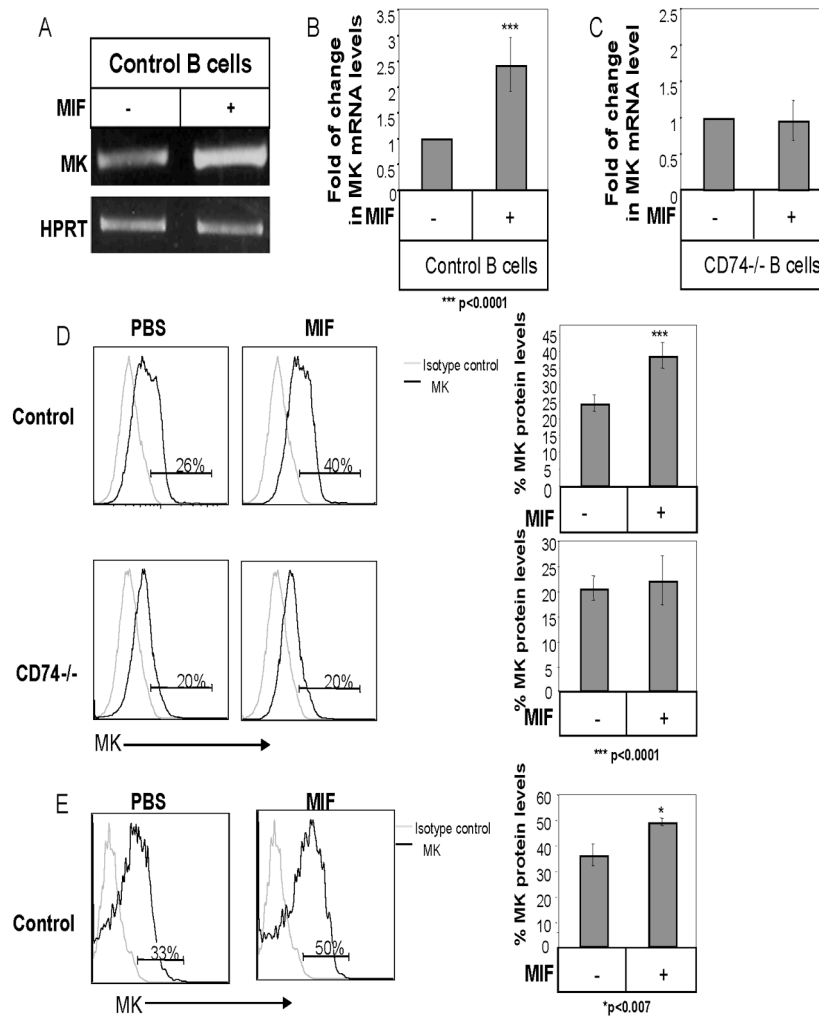 A
Control B cells
MIF - +
MK
HPRT
B
Fold of change
in MK mRNA levels
3.5
3
2.5
2
1.5
1
0.5
0
***
MIF - +
Control B cells
*** p<0.0001
C
Fold of change
in MK mRNA level
2.5
2
1.5
1
0.5
0
MIF - +
CD74-/- B cells
D
PBS MIF
Control
26%
40%
Isotype control
MK
% MK protein levels
45
40
35
30
25
20
15
10
5
0
***
MIF - +
CD74-/-
20%
20%
MK
% MK protein levels
30
25
20
15
10
5
0
MIF - +
*** p<0.0001
E
PBS MIF
Control
33%
50%
Isotype control
MK
MK
% MK protein levels
60
50
40
30
20
10
0
*
MIF - +
*p<0.007